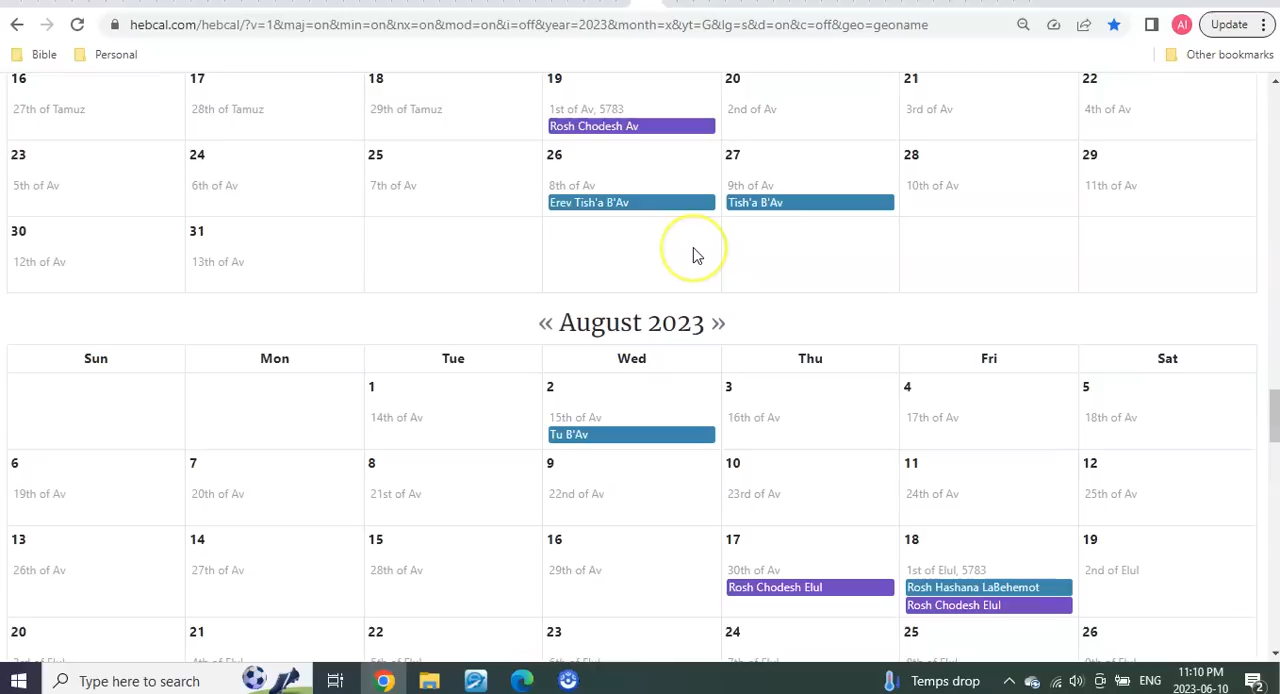 hebcal.com/hebcal/?v=1&maj=on&min=on&nx=on&mod=on&i=off&year=2023&month=x&yt=G&lg=s&d=on&c=off&geo=geoname
AI
Update
Bible
Personal
Other bookmarks
16 17 18 19 20 21 22
27th of Tamuz 28th of Tamuz 29th of Tamuz 1st of Av, 5783 2nd of Av 3rd of Av 4th of Av
Rosh Chodesh Av
23 24 25 26 27 28 29
5th of Av 6th of Av 7th of Av 8th of Av 9th of Av 10th of Av 11th of Av
Erev Tish'a B'Av Tish'a B'Av
30 31
12th of Av 13th of Av
« August 2023 »
Sun Mon Tue Wed Thu Fri Sat
1 2 3 4 5
14th of Av 15th of Av 16th of Av 17th of Av 18th of Av
Tu B'Av
6 7 8 9 10 11 12
19th of Av 20th of Av 21st of Av 22nd of Av 23rd of Av 24th of Av 25th of Av
13 14 15 16 17 18 19
26th of Av 27th of Av 28th of Av 29th of Av 30th of Av 1st of Elul, 5783 2nd of Elul
Rosh Chodesh Elul Rosh Hashana LaBehemot
Rosh Chodesh Elul
20 21 22 23 24 25 26
Type here to search
Temps drop
ENG
11:10 PM
2023-06-10
2